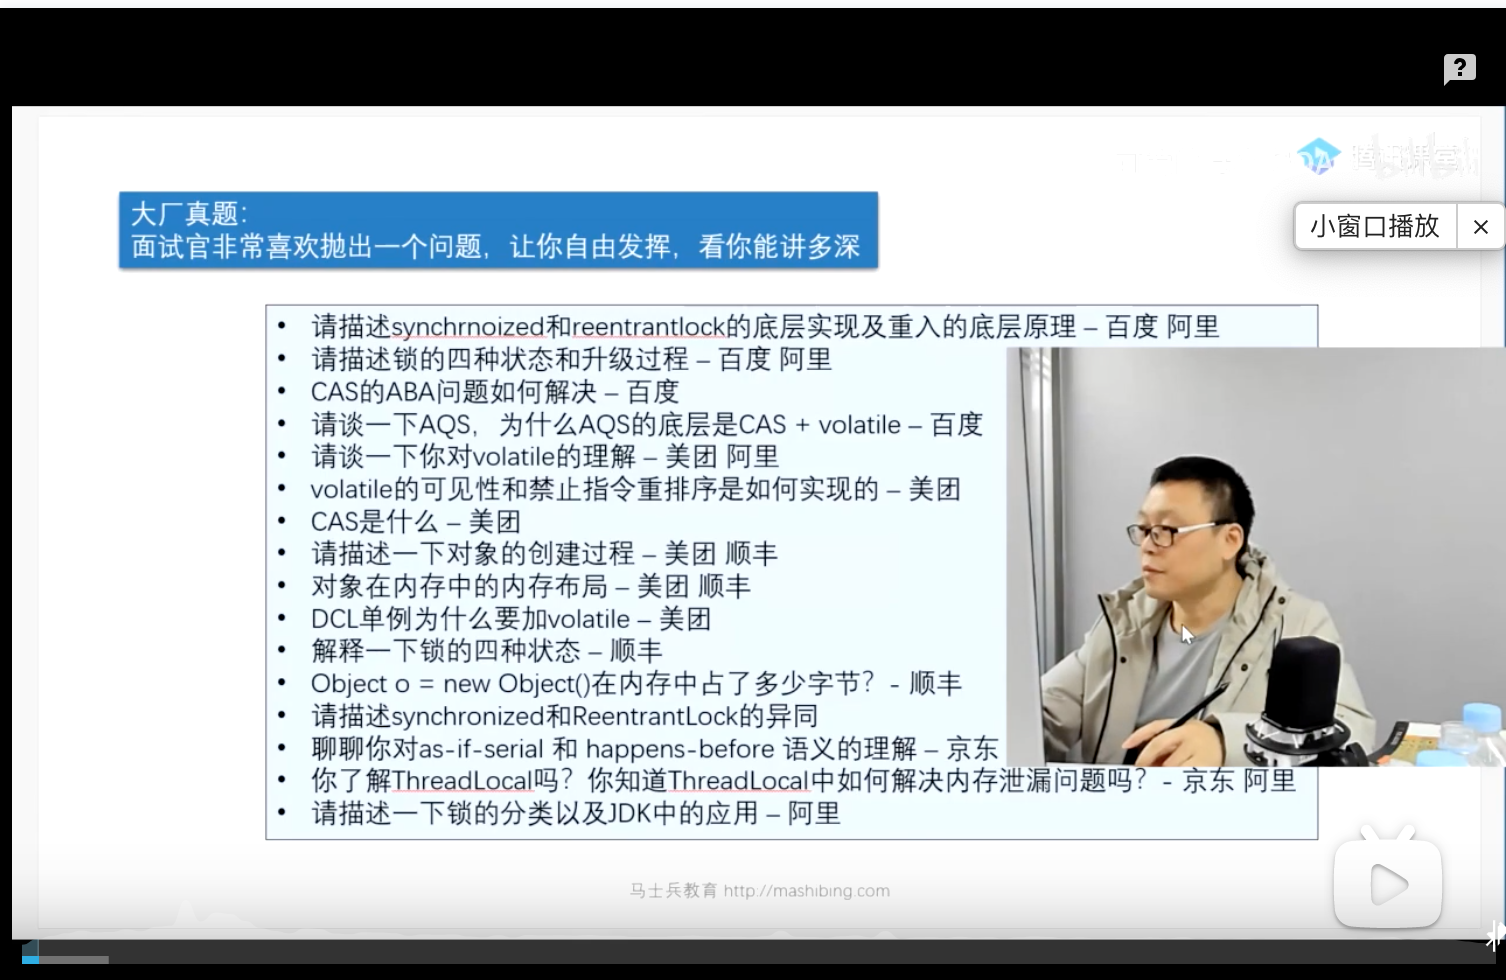 ?
腾讯课堂
小窗口播放 ×
大厂真题：
面试官非常喜欢抛出一个问题，让你自由发挥，看你能讲多深
• 请描述synchrnoized和reentrantlock的底层实现及重入的底层原理 – 百度 阿里
• 请描述锁的四种状态和升级过程 – 百度 阿里
• CAS的ABA问题如何解决 – 百度
• 请谈一下AQS，为什么AQS的底层是CAS + volatile – 百度
• 请谈一下你对volatile的理解 – 美团 阿里
• volatile的可见性和禁止指令重排序是如何实现的 – 美团
• CAS是什么 – 美团
• 请描述一下对象的创建过程 – 美团 顺丰
• 对象在内存中的内存布局 – 美团 顺丰
• DCL单例为什么要加volatile – 美团
• 解释一下锁的四种状态 – 顺丰
• Object o = new Object()在内存中占了多少字节？ - 顺丰
• 请描述synchronized和ReentrantLock的异同
• 聊聊你对as-if-serial 和 happens-before 语义的理解 – 京东
• 你了解ThreadLocal吗？你知道ThreadLocal中如何解决内存泄漏问题吗？ - 京东 阿里
• 请描述一下锁的分类以及JDK中的应用 – 阿里
马士兵教育 http://mashibing.com